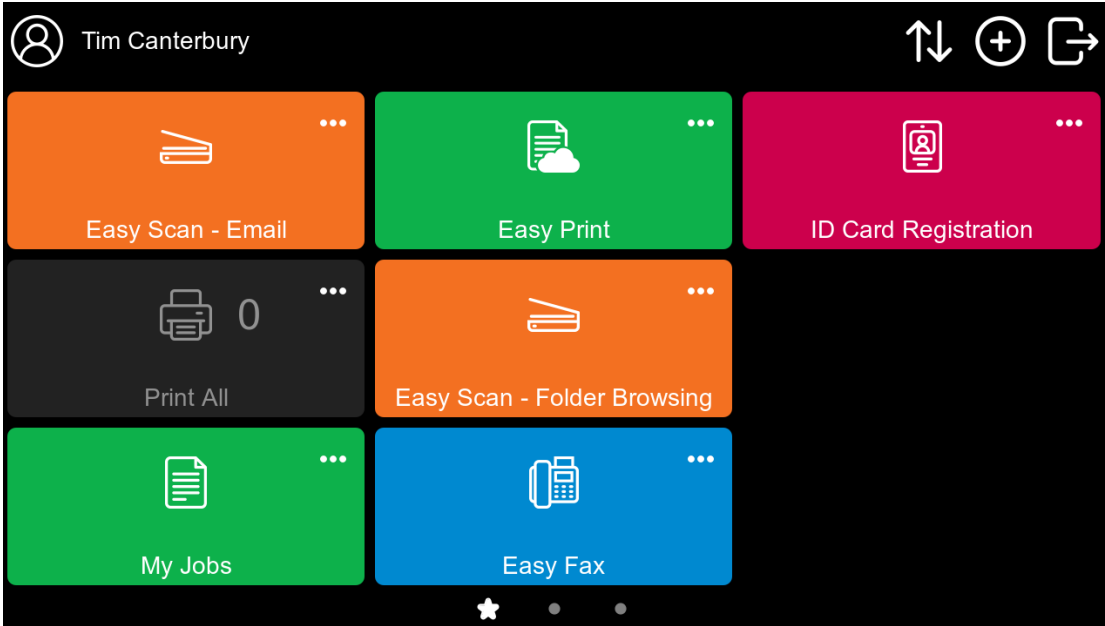 Tim Canterbury
Easy Scan - Email
Easy Print
ID Card Registration
0
Print All
Easy Scan - Folder Browsing
My Jobs
Easy Fax